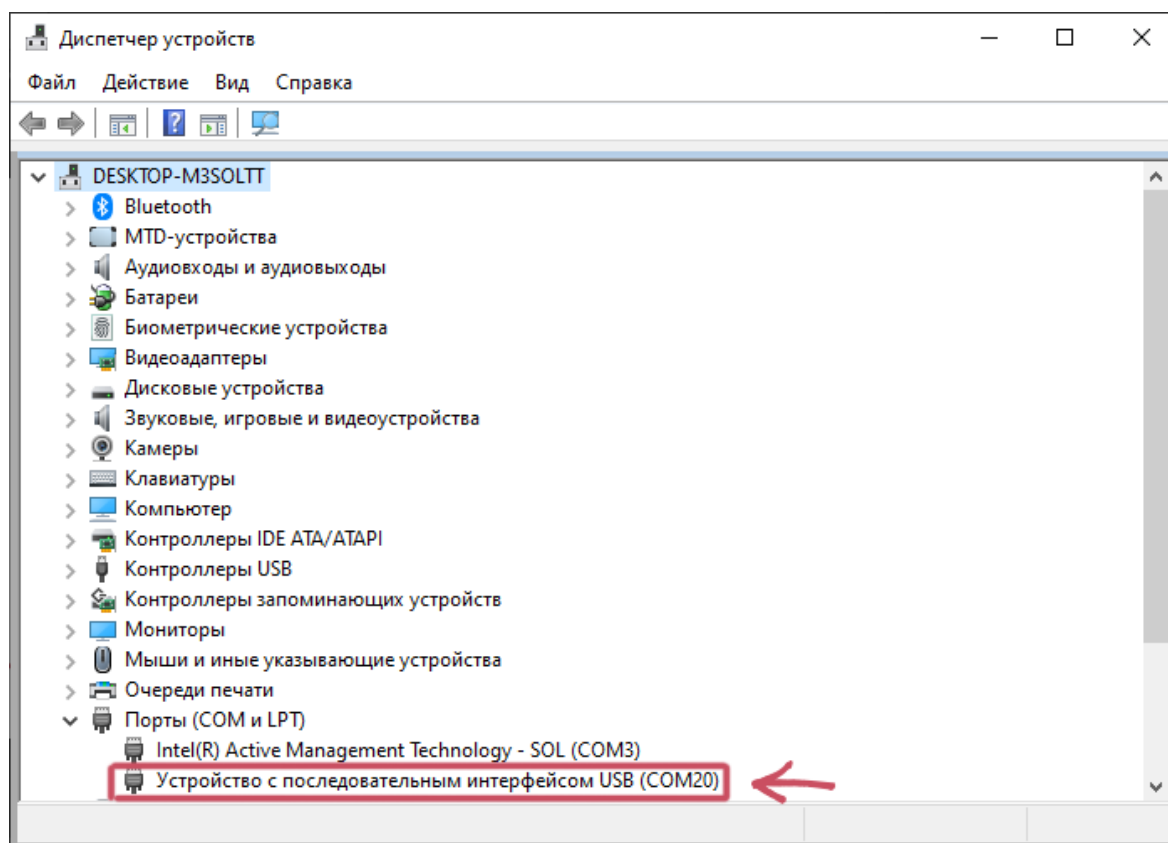 Диспетчер устройств
Файл Действие Вид Справка
DESKTOP-M3SOLTT
Bluetooth
MTD-устройства
Аудиовходы и аудиовыходы
Батареи
Биометрические устройства
Видеоадаптеры
Дисковые устройства
Звуковые, игровые и видеоустройства
Камеры
Клавиатуры
Компьютер
Контроллеры IDE ATA/ATAPI
Контроллеры USB
Контроллеры запоминающих устройств
Мониторы
Мыши и иные указывающие устройства
Очереди печати
Порты (COM и LPT)
Intel(R) Active Management Technology - SOL (COM3)
Устройство с последовательным интерфейсом USB (COM20)